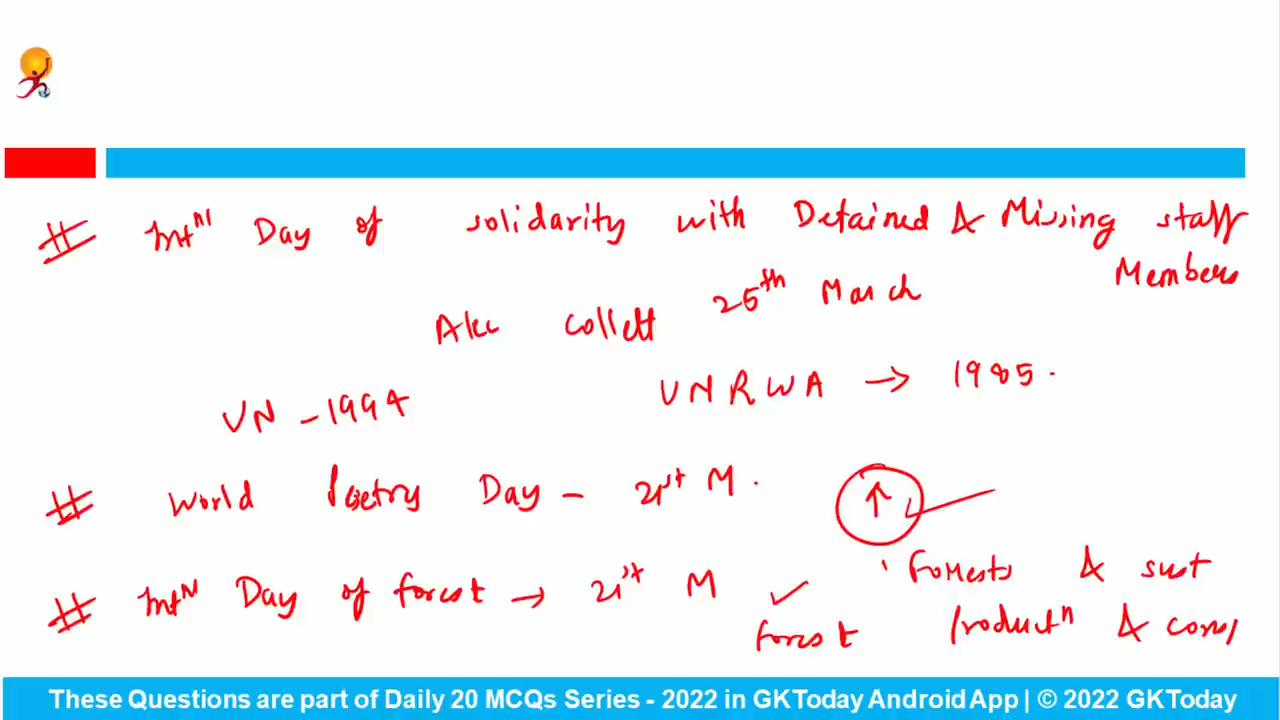 # Intnl Day of solidarity with Detained & Missing staff
Members
Alec Collett 25th March
UNRWA → 1985.
UN - 1994
# World Poetry Day - 21st M.
↑
# IntN Day of forest → 21st M ✓ 'Forests & sust
forest productn & cons,
These Questions are part of Daily 20 MCQs Series - 2022 in GKToday Android App | © 2022 GKToday